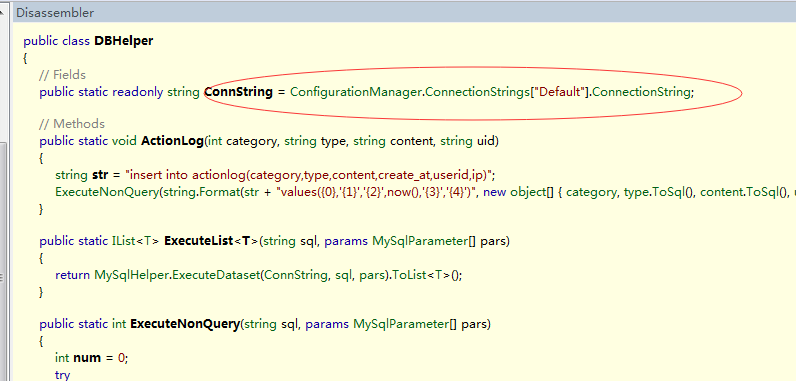 Disassembler
public class DBHelper
{
// Fields
public static readonly string ConnString = ConfigurationManager.ConnectionStrings["Default"].ConnectionString;
// Methods
public static void ActionLog(int category, string type, string content, string uid)
{
string str = "insert into actionlog(category,type,content,create_at,userid,ip)";
ExecuteNonQuery(string.Format(str + "values({0},'{1}','{2}',now(),'{3}','{4}')", new object[] { category, type.ToSql(), content.ToSql(),
}
public static IList<T> ExecuteList<T>(string sql, params MySqlParameter[] pars)
{
return MySqlHelper.ExecuteDataset(ConnString, sql, pars).ToList<T>();
}
public static int ExecuteNonQuery(string sql, params MySqlParameter[] pars)
{
int num = 0;
try